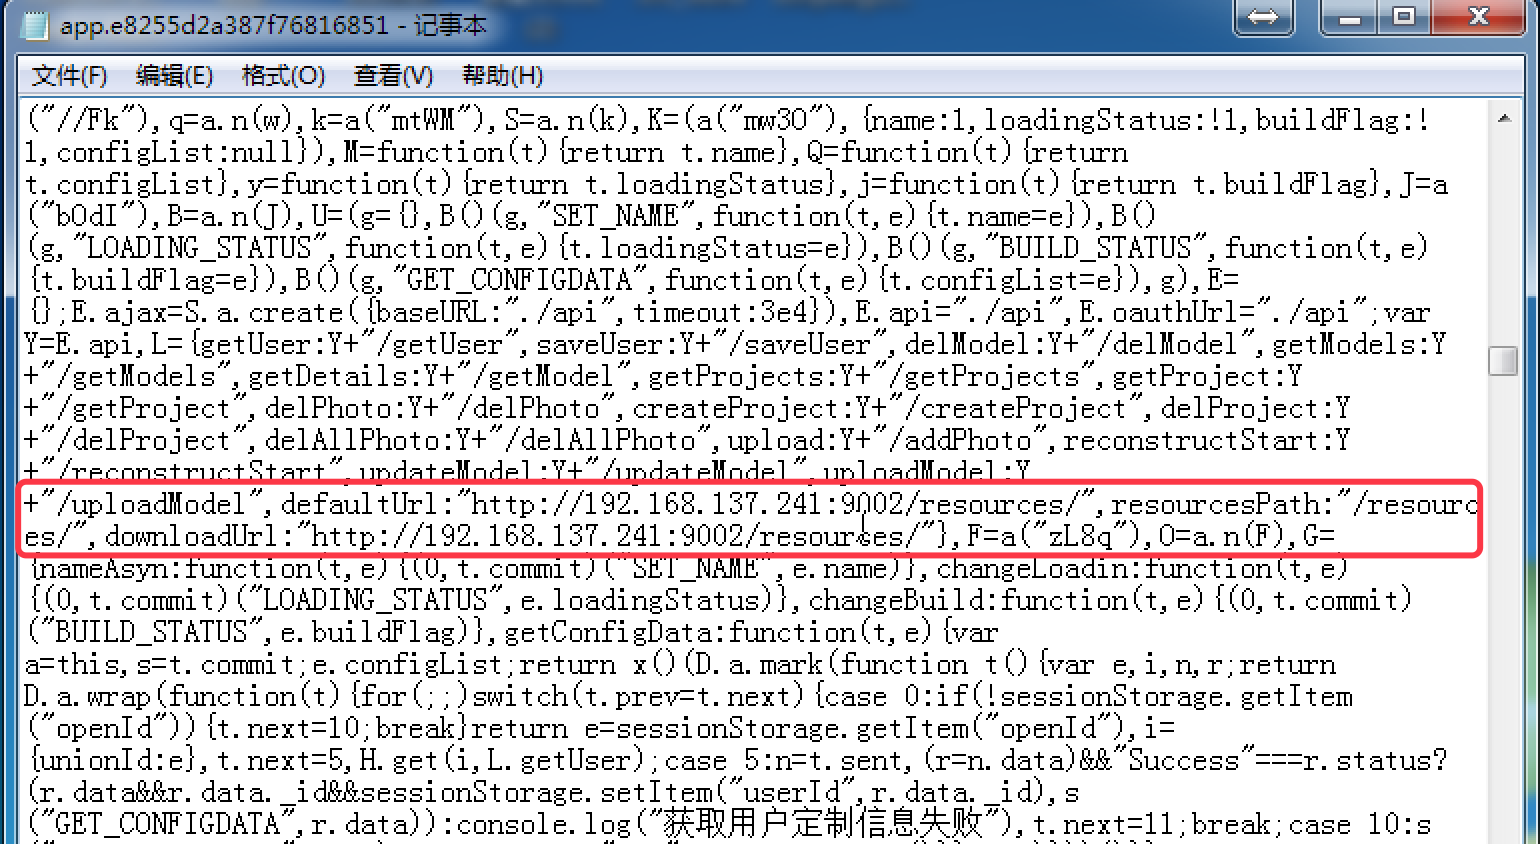 app.e8255d2a387f76816851 - 记事本
文件(F) 编辑(E) 格式(O) 查看(V) 帮助(H)
("//Fk"),q=a.n(w),k=a("mtWM"),S=a.n(k),K=(a("mw3O"),{name:1,loadingStatus:!1,buildFlag:!
1,configList:null}),M=function(t){return t.name},Q=function(t){return
t.configList},y=function(t){return t.loadingStatus},j=function(t){return t.buildFlag},J=a
("bOdI"),B=a.n(J),U=(g={},B()(g,"SET_NAME",function(t,e){t.name=e}),B()
(g,"LOADING_STATUS",function(t,e){t.loadingStatus=e}),B()(g,"BUILD_STATUS",function(t,e)
{t.buildFlag=e}),B()(g,"GET_CONFIGDATA",function(t,e){t.configList=e}),g),E=
{};E.ajax=S.a.create({baseURL:"./api",timeout:3e4}),E.api="./api",E.oauthUrl="./api";var
Y=E.api,L={getUser:Y+"/getUser",saveUser:Y+"/saveUser",delModel:Y+"/delModel",getModels:Y
+"/getModels",getDetails:Y+"/getModel",getProjects:Y+"/getProjects",getProject:Y
+"/getProject",delPhoto:Y+"/delPhoto",createProject:Y+"/createProject",delProject:Y
+"/delProject",delAllPhoto:Y+"/delAllPhoto",upload:Y+"/addPhoto",reconstructStart:Y
+"/reconstructStart",updateModel:Y+"/updateModel",uploadModel:Y
+"/uploadModel",defaultUrl:"http://192.168.137.241:9002/resources/",resourcesPath:"/resourc
es/",downloadUrl:"http://192.168.137.241:9002/resources/"},F=a("zL8q"),O=a.n(F),G=
{nameAsyn:function(t,e){(0,t.commit)("SET_NAME",e.name)},changeLoadin:function(t,e)
{(0,t.commit)("LOADING_STATUS",e.loadingStatus)},changeBuild:function(t,e){(0,t.commit)
("BUILD_STATUS",e.buildFlag)},getConfigData:function(t,e){var
a=this,s=t.commit;e.configList;return x()(D.a.mark(function t(){var e,i,n,r;return
D.a.wrap(function(t){for(;;)switch(t.prev=t.next){case 0:if(!sessionStorage.getItem
("openId")){t.next=10;break}return e=sessionStorage.getItem("openId"),i=
{unionId:e},t.next=5,H.get(i,L.getUser);case 5:n=t.sent,(r=n.data)&&"Success"===r.status?
(r.data&&r.data._id&&sessionStorage.setItem("userId",r.data._id),s
("GET_CONFIGDATA",r.data)):console.log("获取用户定制信息失败"),t.next=11;break;case 10:s